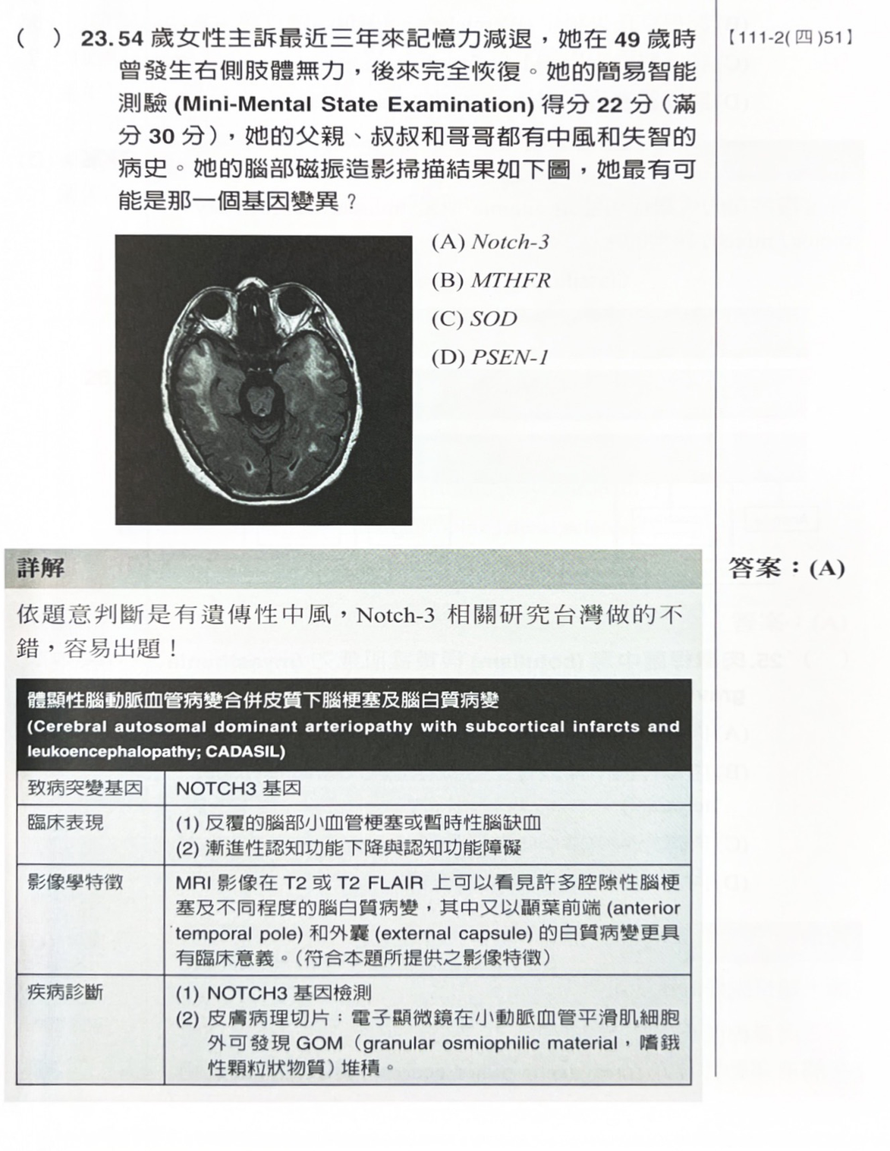 ( ) 23. 54 歲女性主訴最近三年來記憶力減退，她在 49 歲時
曾發生右側肢體無力，後來完全恢復。她的簡易智能
測驗 (Mini-Mental State Examination) 得分 22 分（滿
分 30 分），她的父親、叔叔和哥哥都有中風和失智的
病史。她的腦部磁振造影掃描結果如下圖，她最有可
能是那一個基因變異？
【111-2(四)51】
(A) Notch-3
(B) MTHFR
(C) SOD
(D) PSEN-1
詳解
答案：(A)
依題意判斷是有遺傳性中風，Notch-3 相關研究台灣做的不
錯，容易出題！
體顯性腦動脈血管病變合併皮質下腦梗塞及腦白質病變
(Cerebral autosomal dominant arteriopathy with subcortical infarcts and
leukoencephalopathy; CADASIL)
致病突變基因 NOTCH3 基因
臨床表現 (1) 反覆的腦部小血管梗塞或暫時性腦缺血
(2) 漸進性認知功能下降與認知功能障礙
影像學特徵 MRI 影像在 T2 或 T2 FLAIR 上可以看見許多腔隙性腦梗
塞及不同程度的腦白質病變，其中又以顳葉前端 (anterior
temporal pole) 和外囊 (external capsule) 的白質病變更具
有臨床意義。（符合本題所提供之影像特徵）
疾病診斷 (1) NOTCH3 基因檢測
(2) 皮膚病理切片：電子顯微鏡在小動脈血管平滑肌細胞
外可發現 GOM（granular osmiophilic material，嗜鋨
性顆粒狀物質）堆積。